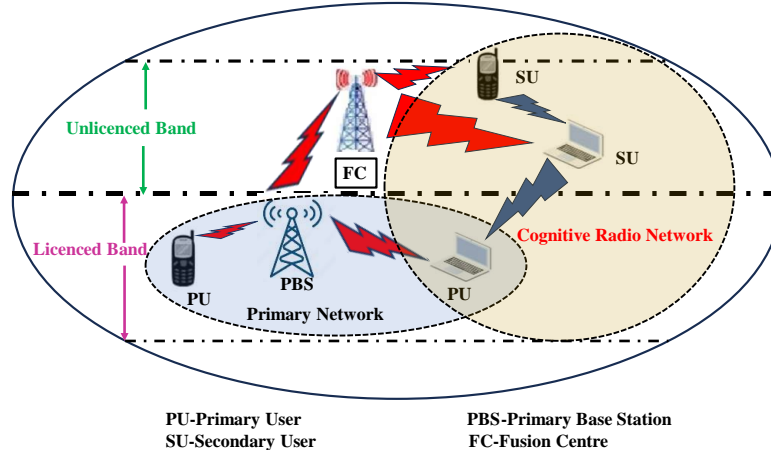 SU
Unlicenced Band
SU
FC
Licenced Band
Cognitive Radio Network
PU
PBS
PU
Primary Network
PU-Primary User
PBS-Primary Base Station
SU-Secondary User
FC-Fusion Centre